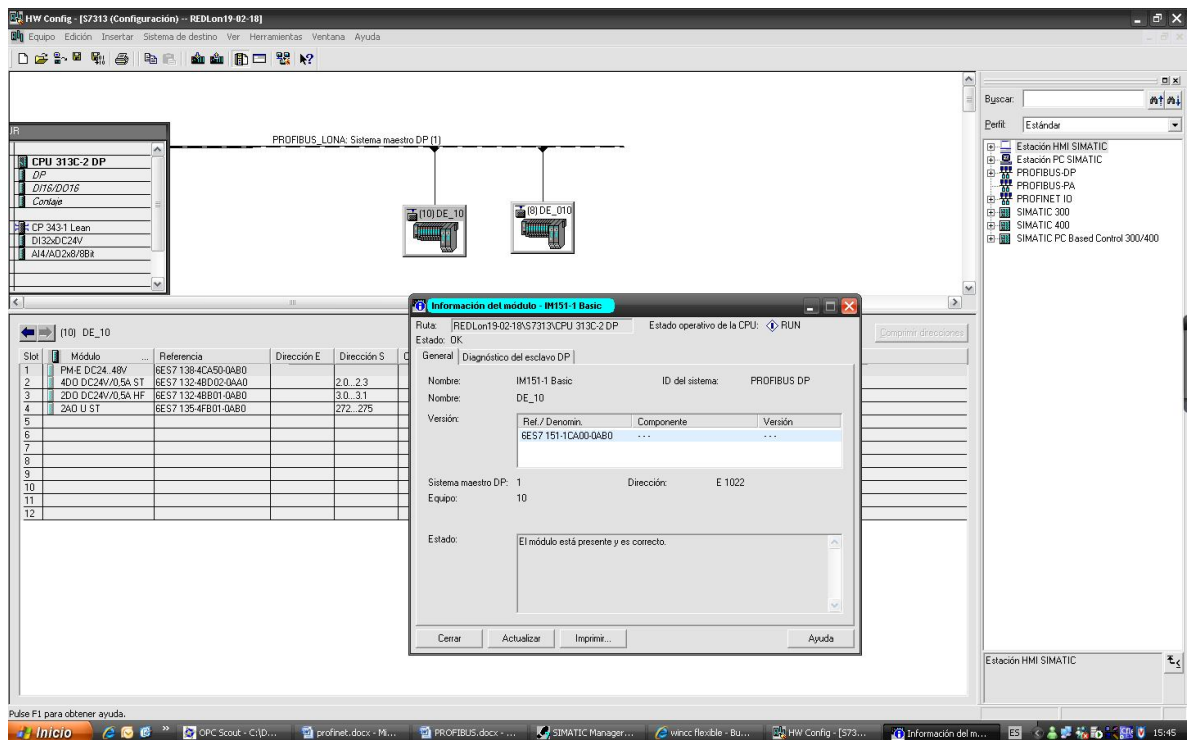 HW Config - [S7313 (Configuración) -- REDLon19-02-18]
Equipo Edición Insertar Sistema de destino Ver Herramientas Ventana Ayuda
UR
CPU 313C-2 DP
DP
DI16/DO16
Contaje
CP 343-1 Lean
DI32xDC24V
AI4/AO2x8/8Bit
PROFIBUS_LONA: Sistema maestro DP (1)
(10) DE_10
(8) DE_010
Buscar:
Perfil: Estándar
Estación HMI SIMATIC
Estación PC SIMATIC
PROFIBUS-DP
PROFIBUS-PA
PROFINET IO
SIMATIC 300
SIMATIC 400
SIMATIC PC Based Control 300/400
(10) DE_10
Comprimir direcciones
Slot Módulo ... Referencia Dirección E Dirección S
1 PM-E DC24..48V 6ES7 138-4CA50-0AB0
2 4DO DC24V/0,5A ST 6ES7 132-4BD02-0AA0 2.0...2.3
3 2DO DC24V/0,5A HF 6ES7 132-4BB01-0AB0 3.0...3.1
4 2AO U ST 6ES7 135-4FB01-0AB0 272...275
5
6
7
8
9
10
11
12
Información del módulo - IM151-1 Basic
Ruta: REDLon19-02-18\S7313\CPU 313C-2 DP Estado operativo de la CPU: RUN
Estado: OK
General Diagnóstico del esclavo DP
Nombre: IM151-1 Basic ID del sistema: PROFIBUS DP
Nombre: DE_10
Versión: Ref./ Denomin. Componente Versión
6ES7 151-1CA00-0AB0 - - - - - -
Sistema maestro DP: 1 Dirección: E 1022
Equipo: 10
Estado: El módulo está presente y es correcto.
Cerrar Actualizar Imprimir... Ayuda
Estación HMI SIMATIC
Pulse F1 para obtener ayuda.
Inicio » OPC Scout - C:\D... profinet.docx - Mi... PROFIBUS.docx - ... SIMATIC Manager... wincc flexible - Bu... HW Config - [S73... Información del m... ES 15:45